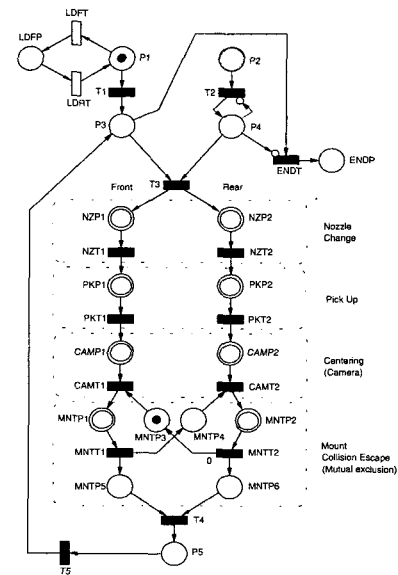 LDFT
LDFP
P1
P2
LDAT
T1
T2
P3
P4
ENDP
ENDT
Front
T3
Rear
NZP1
NZP2
Nozzle
Change
NZT1
NZT2
PKP1
PKP2
Pick Up
PKT1
PKT2
CAMP1
CAMP2
Centering
(Camera)
CAMT1
CAMT2
MNTP1
MNTP2
MNTP3
MNTP4
Mount
Collision Escape
(Mutual exclusion)
MNTT1
0
MNTT2
MNTP5
MNTP6
T4
P5
T5